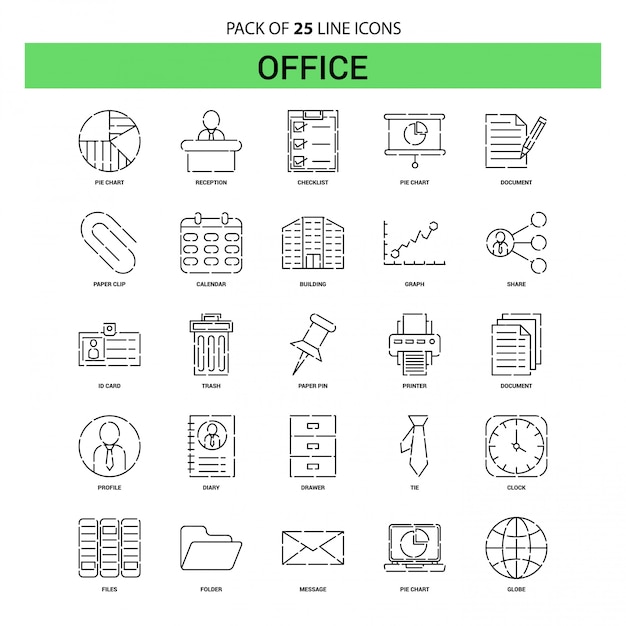 PACK OF 25 LINE ICONS
OFFICE
PIE CHART RECEPTION CHECKLIST PIE CHART DOCUMENT
PAPER CLIP CALENDAR BUILDING GRAPH SHARE
ID CARD TRASH PAPER PIN PRINTER DOCUMENT
PROFILE DIARY DRAWER TIE CLOCK
FILES FOLDER MESSAGE PIE CHART GLOBE